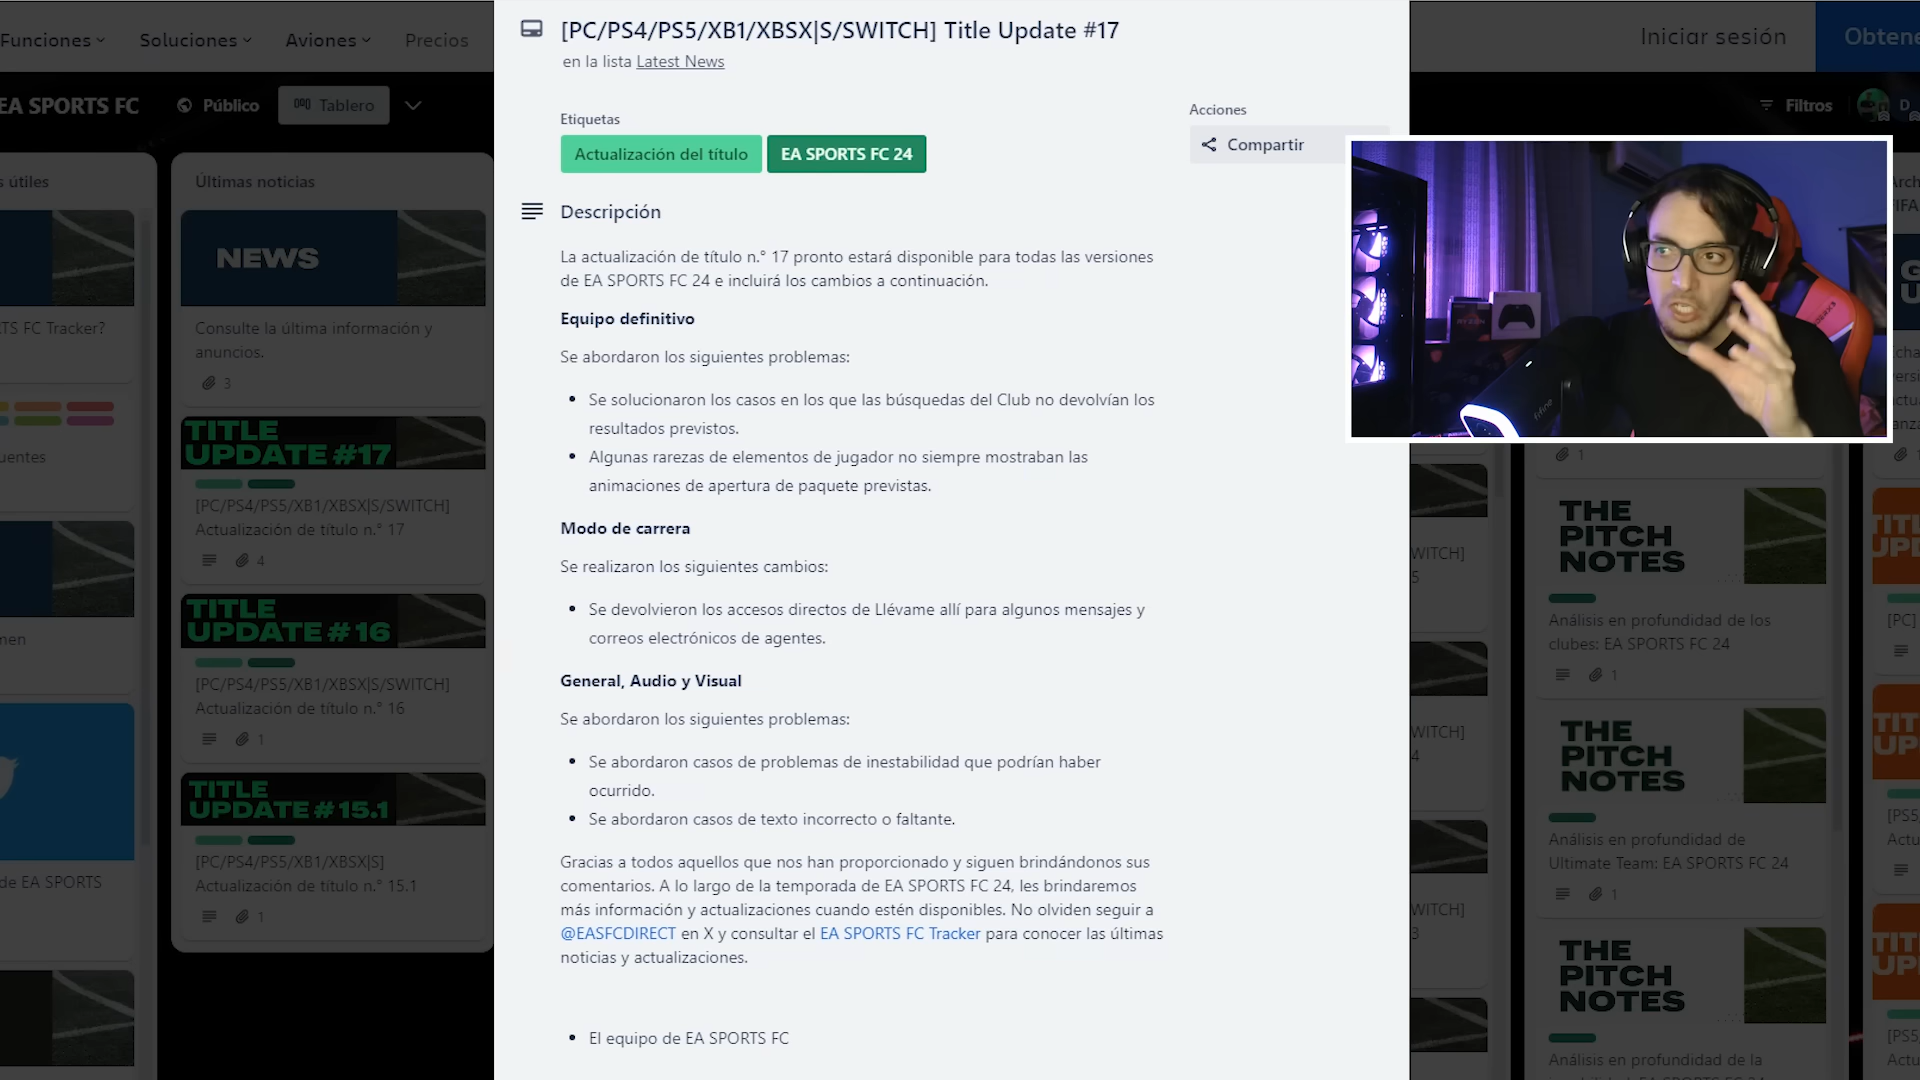 Funciones
Soluciones
Aviones
Precios
Iniciar sesión
EA SPORTS FC
Público
Tablero
Filtros
[PC/PS4/PS5/XB1/XBSX|S/SWITCH] Title Update #17
en la lista Latest News
Etiquetas
Actualización del título
EA SPORTS FC 24
Acciones
Compartir
Descripción
La actualización de título n.° 17 pronto estará disponible para todas las versiones
de EA SPORTS FC 24 e incluirá los cambios a continuación.
Equipo definitivo
Se abordaron los siguientes problemas:
• Se solucionaron los casos en los que las búsquedas del Club no devolvían los
resultados previstos.
• Algunas rarezas de elementos de jugador no siempre mostraban las
animaciones de apertura de paquete previstas.
Modo de carrera
Se realizaron los siguientes cambios:
• Se devolvieron los accesos directos de Llévame allí para algunos mensajes y
correos electrónicos de agentes.
General, Audio y Visual
Se abordaron los siguientes problemas:
• Se abordaron casos de problemas de inestabilidad que podrían haber
ocurrido.
• Se abordaron casos de texto incorrecto o faltante.
Gracias a todos aquellos que nos han proporcionado y siguen brindándonos sus
comentarios. A lo largo de la temporada de EA SPORTS FC 24, les brindaremos
más información y actualizaciones cuando estén disponibles. No olviden seguir a
@EASFCDIRECT en X y consultar el EA SPORTS FC Tracker para conocer las últimas
noticias y actualizaciones.
• El equipo de EA SPORTS FC
útiles
FC Tracker?
de EA SPORTS
Últimas noticias
NEWS
Consulte la última información y
anuncios.
3
TITLE
UPDATE #17
[PC/PS4/PS5/XB1/XBSX|S/SWITCH]
Actualización de título n.° 17
4
TITLE
UPDATE #16
[PC/PS4/PS5/XB1/XBSX|S/SWITCH]
Actualización de título n.° 16
1
TITLE
UPDATE #15.1
[PC/PS4/PS5/XB1/XBSX|S]
Actualización de título n.° 15.1
1
fifine
RYZEN
1
THE
PITCH
NOTES
Análisis en profundidad de los
clubes: EA SPORTS FC 24
1
THE
PITCH
NOTES
Análisis en profundidad de
Ultimate Team: EA SPORTS FC 24
1
THE
PITCH
NOTES
Análisis en profundidad de la
[PC]